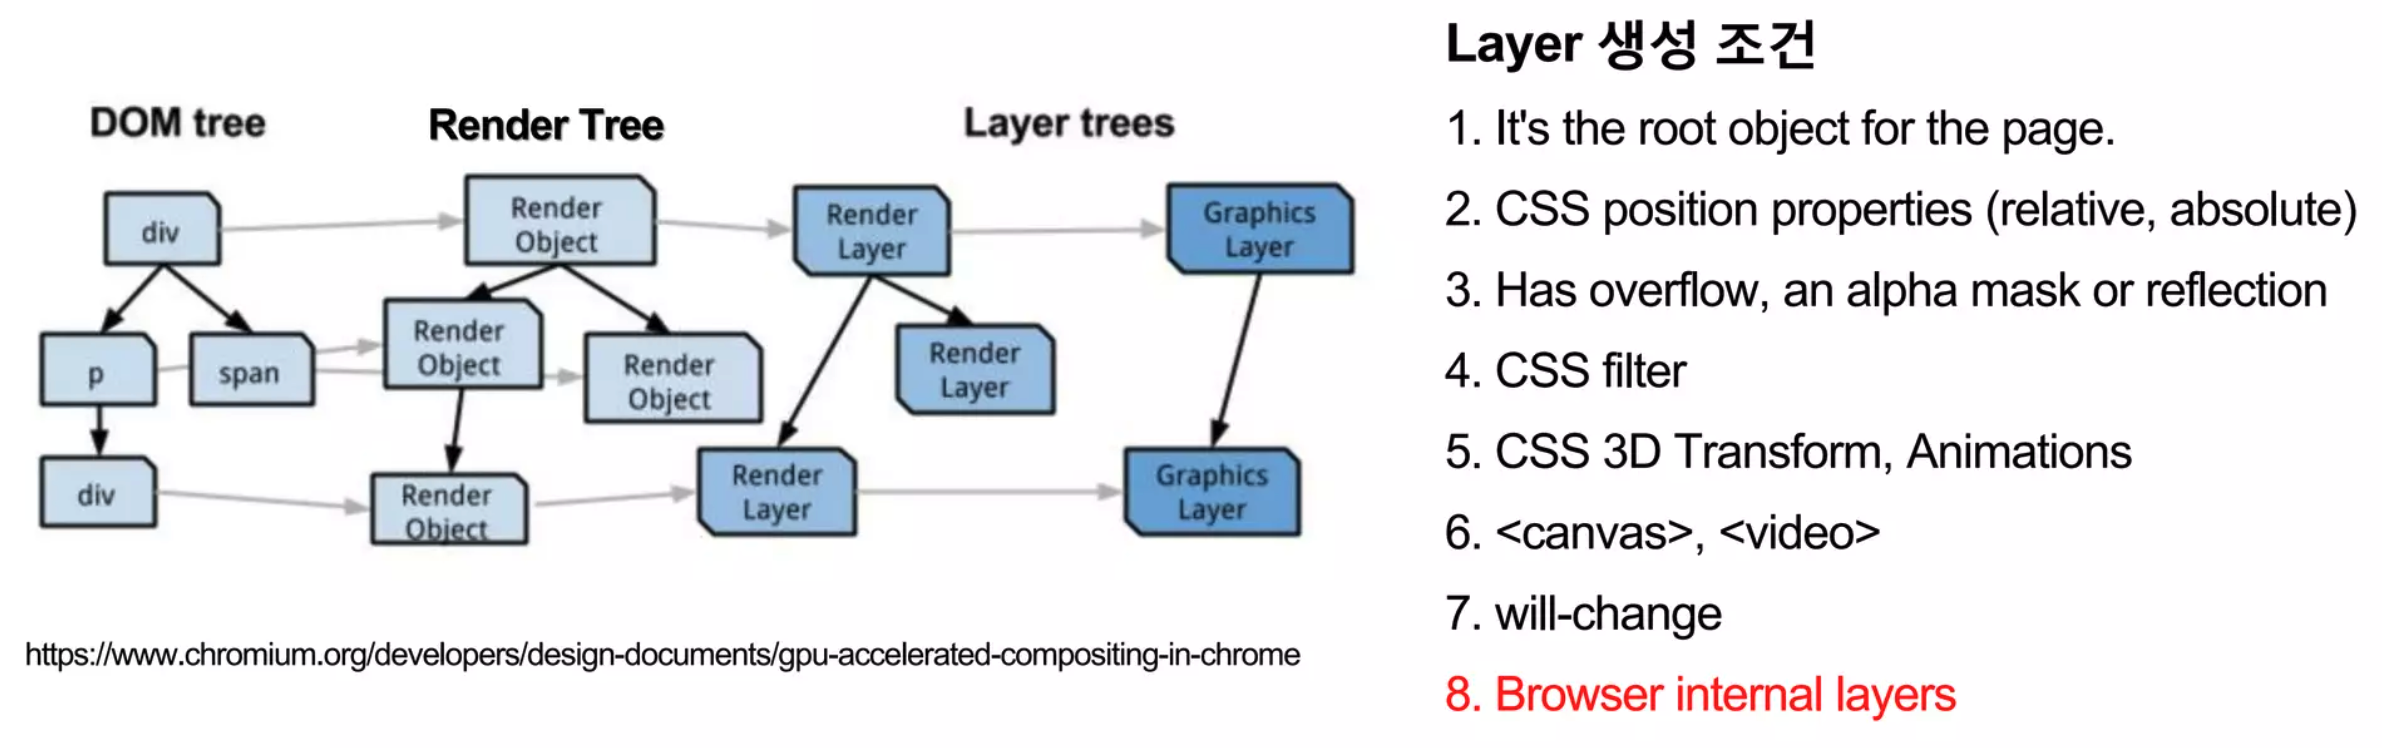 DOM tree
Render Tree
Layer trees
div
Render
Object
Render
Layer
Graphics
Layer
p
span
Render
Object
Render
Object
Render
Layer
div
Render
Object
Render
Layer
Graphics
Layer
https://www.chromium.org/developers/design-documents/gpu-accelerated-compositing-in-chrome
Layer 생성 조건
1. It's the root object for the page.
2. CSS position properties (relative, absolute)
3. Has overflow, an alpha mask or reflection
4. CSS filter
5. CSS 3D Transform, Animations
6. <canvas>, <video>
7. will-change
8. Browser internal layers